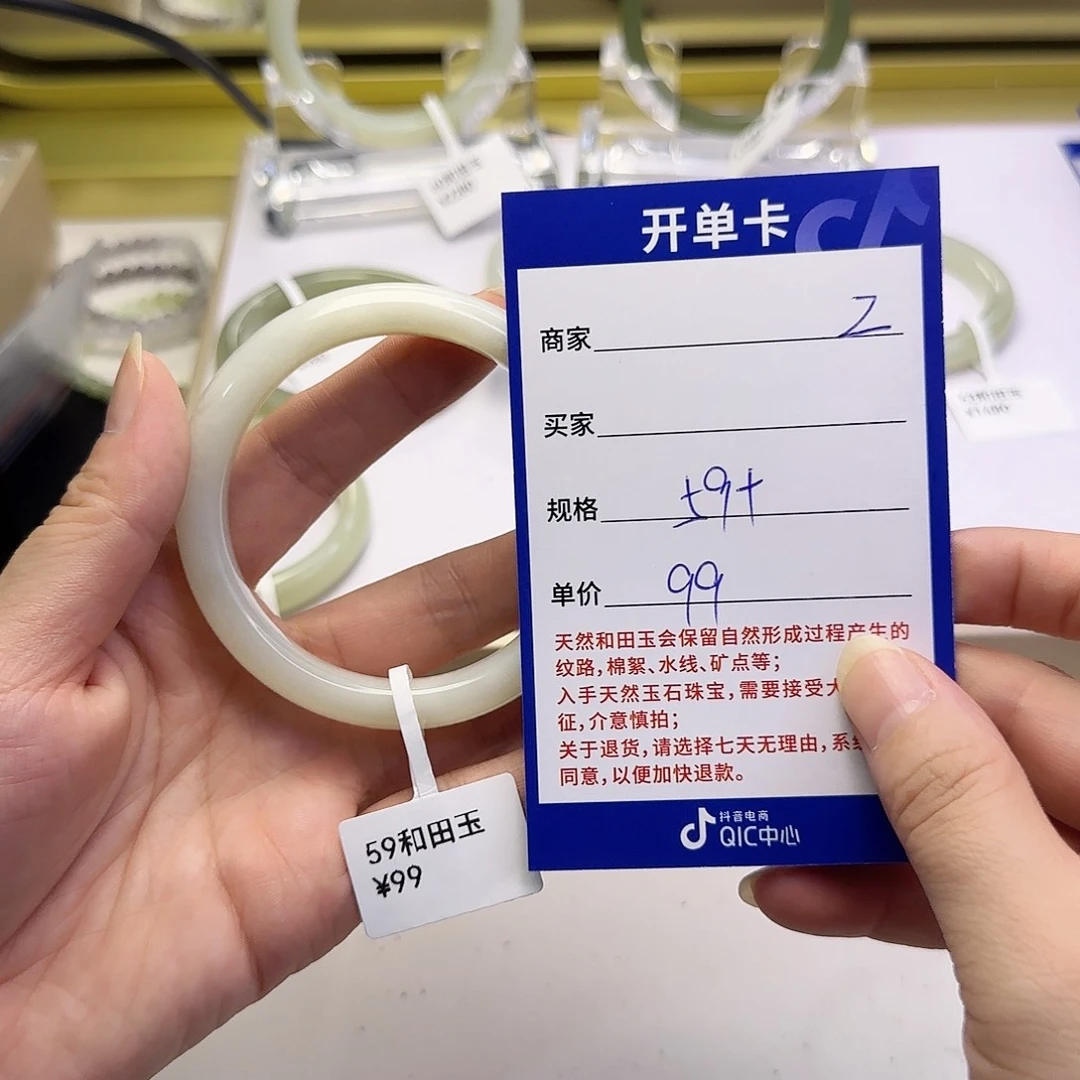 开单卡
商家 Z
买家
规格 59+
单价 99
天然和田玉会保留自然形成过程产生的
纹路,棉絮、水线、矿点等;
入手天然玉石珠宝,需要接受
征,介意慎拍;
关于退货,请选择七天无理由,系
同意,以便加快退款。
抖音电商
QIC中心
59和田玉
¥99